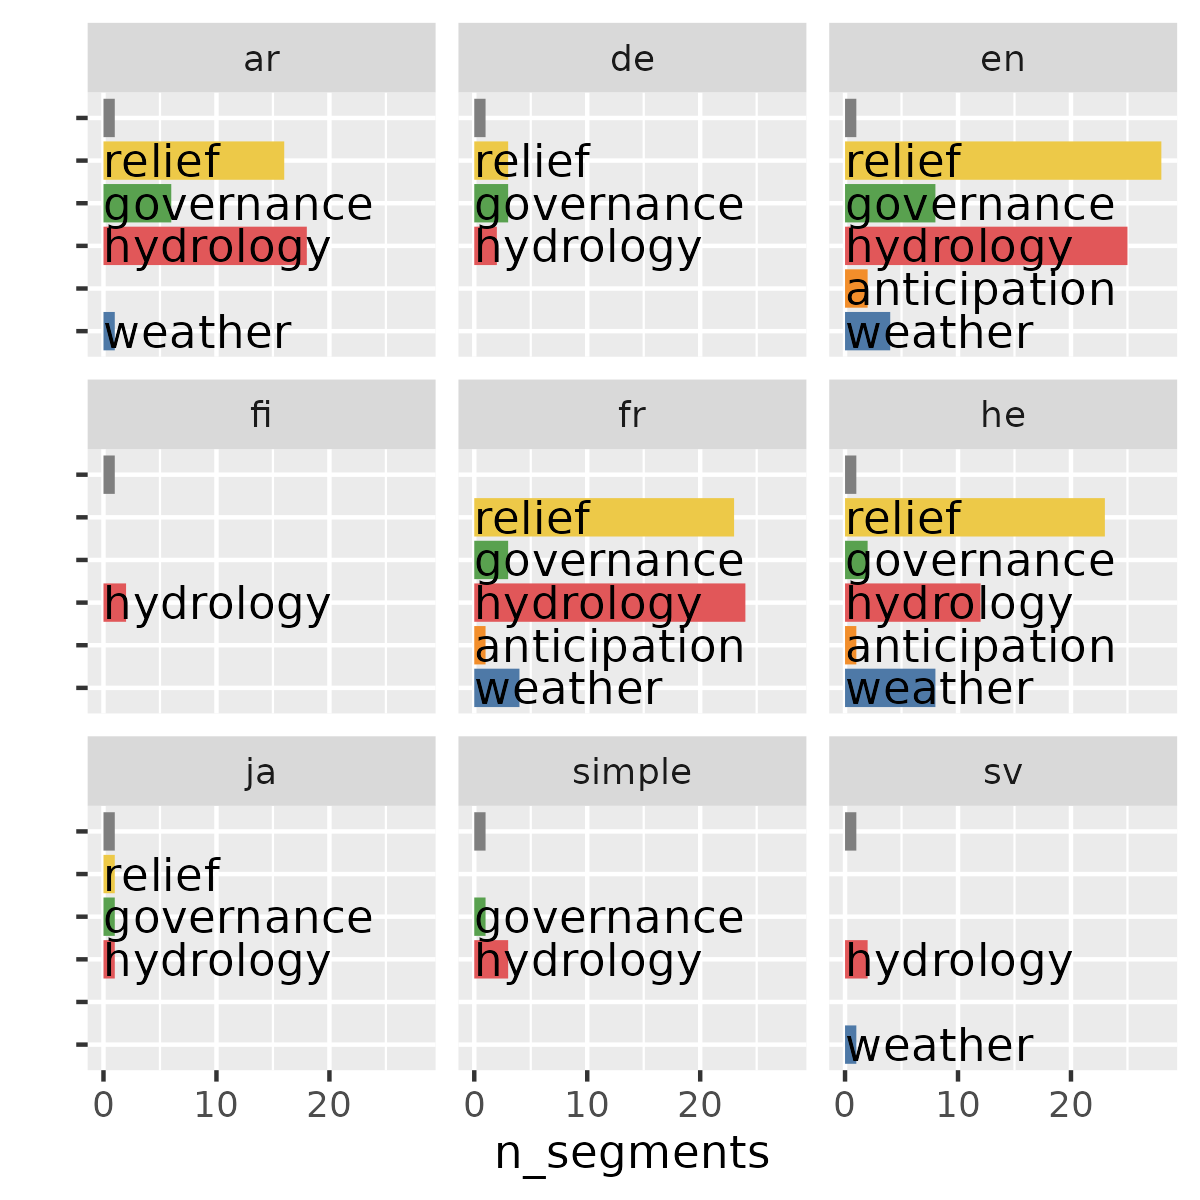 ar de en
relief relief relief
governance governance governance
hydrology hydrology hydrology
anticipation
weather weather
fi fr he
relief relief
governance governance
hydrology hydrology hydrology
anticipation anticipation
weather weather
ja simple sv
relief
governance governance
hydrology hydrology hydrology
weather
0 10 20 0 10 20 0 10 20
n_segments